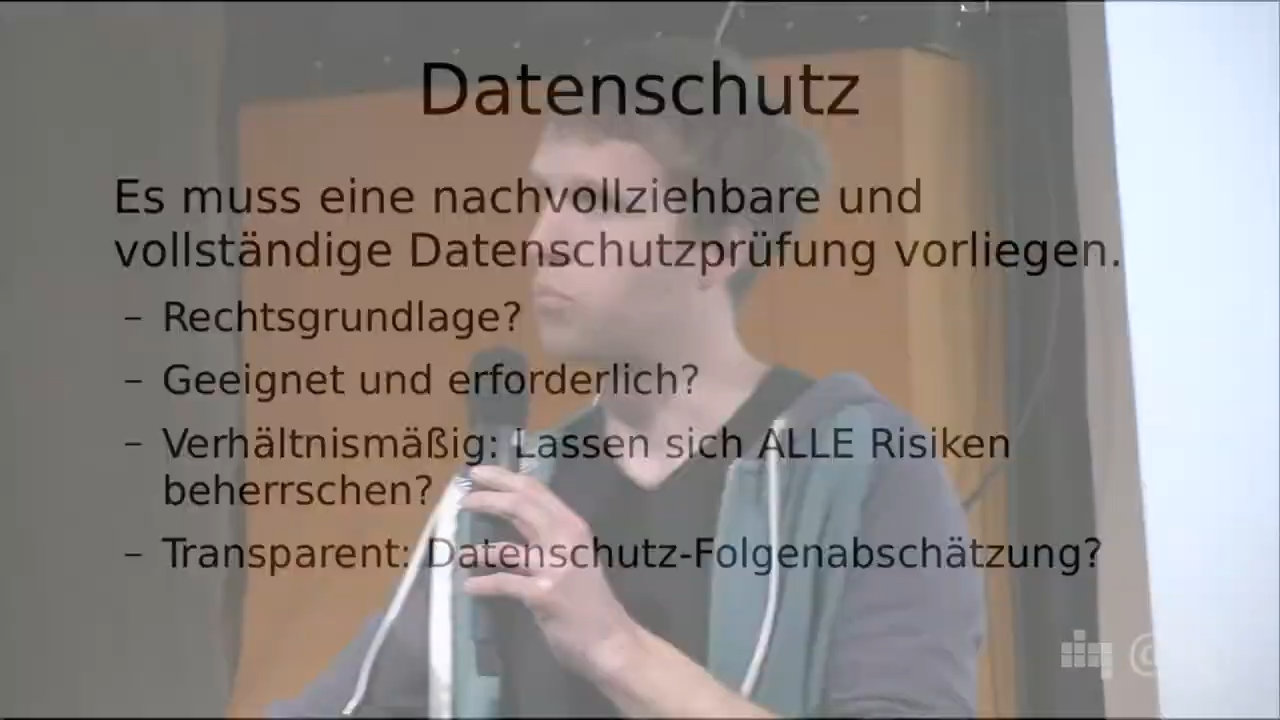 Datenschutz
Es muss eine nachvollziehbare und
vollständige Datenschutzprüfung vorliegen.
– Rechtsgrundlage?
– Geeignet und erforderlich?
– Verhältnismäßig: Lassen sich ALLE Risiken
beherrschen?
– Transparent: Datenschutz-Folgenabschätzung?